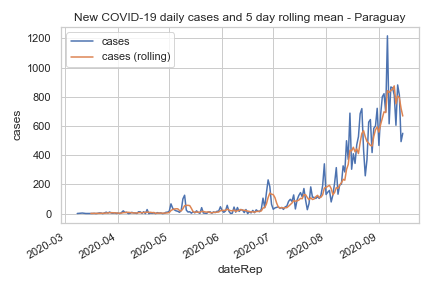 New COVID-19 daily cases and 5 day rolling mean - Paraguay
cases
cases (rolling)
1200
1000
800
600
400
200
0
cases
2020-03
2020-04
2020-05
2020-06
2020-07
2020-08
2020-09
dateRep